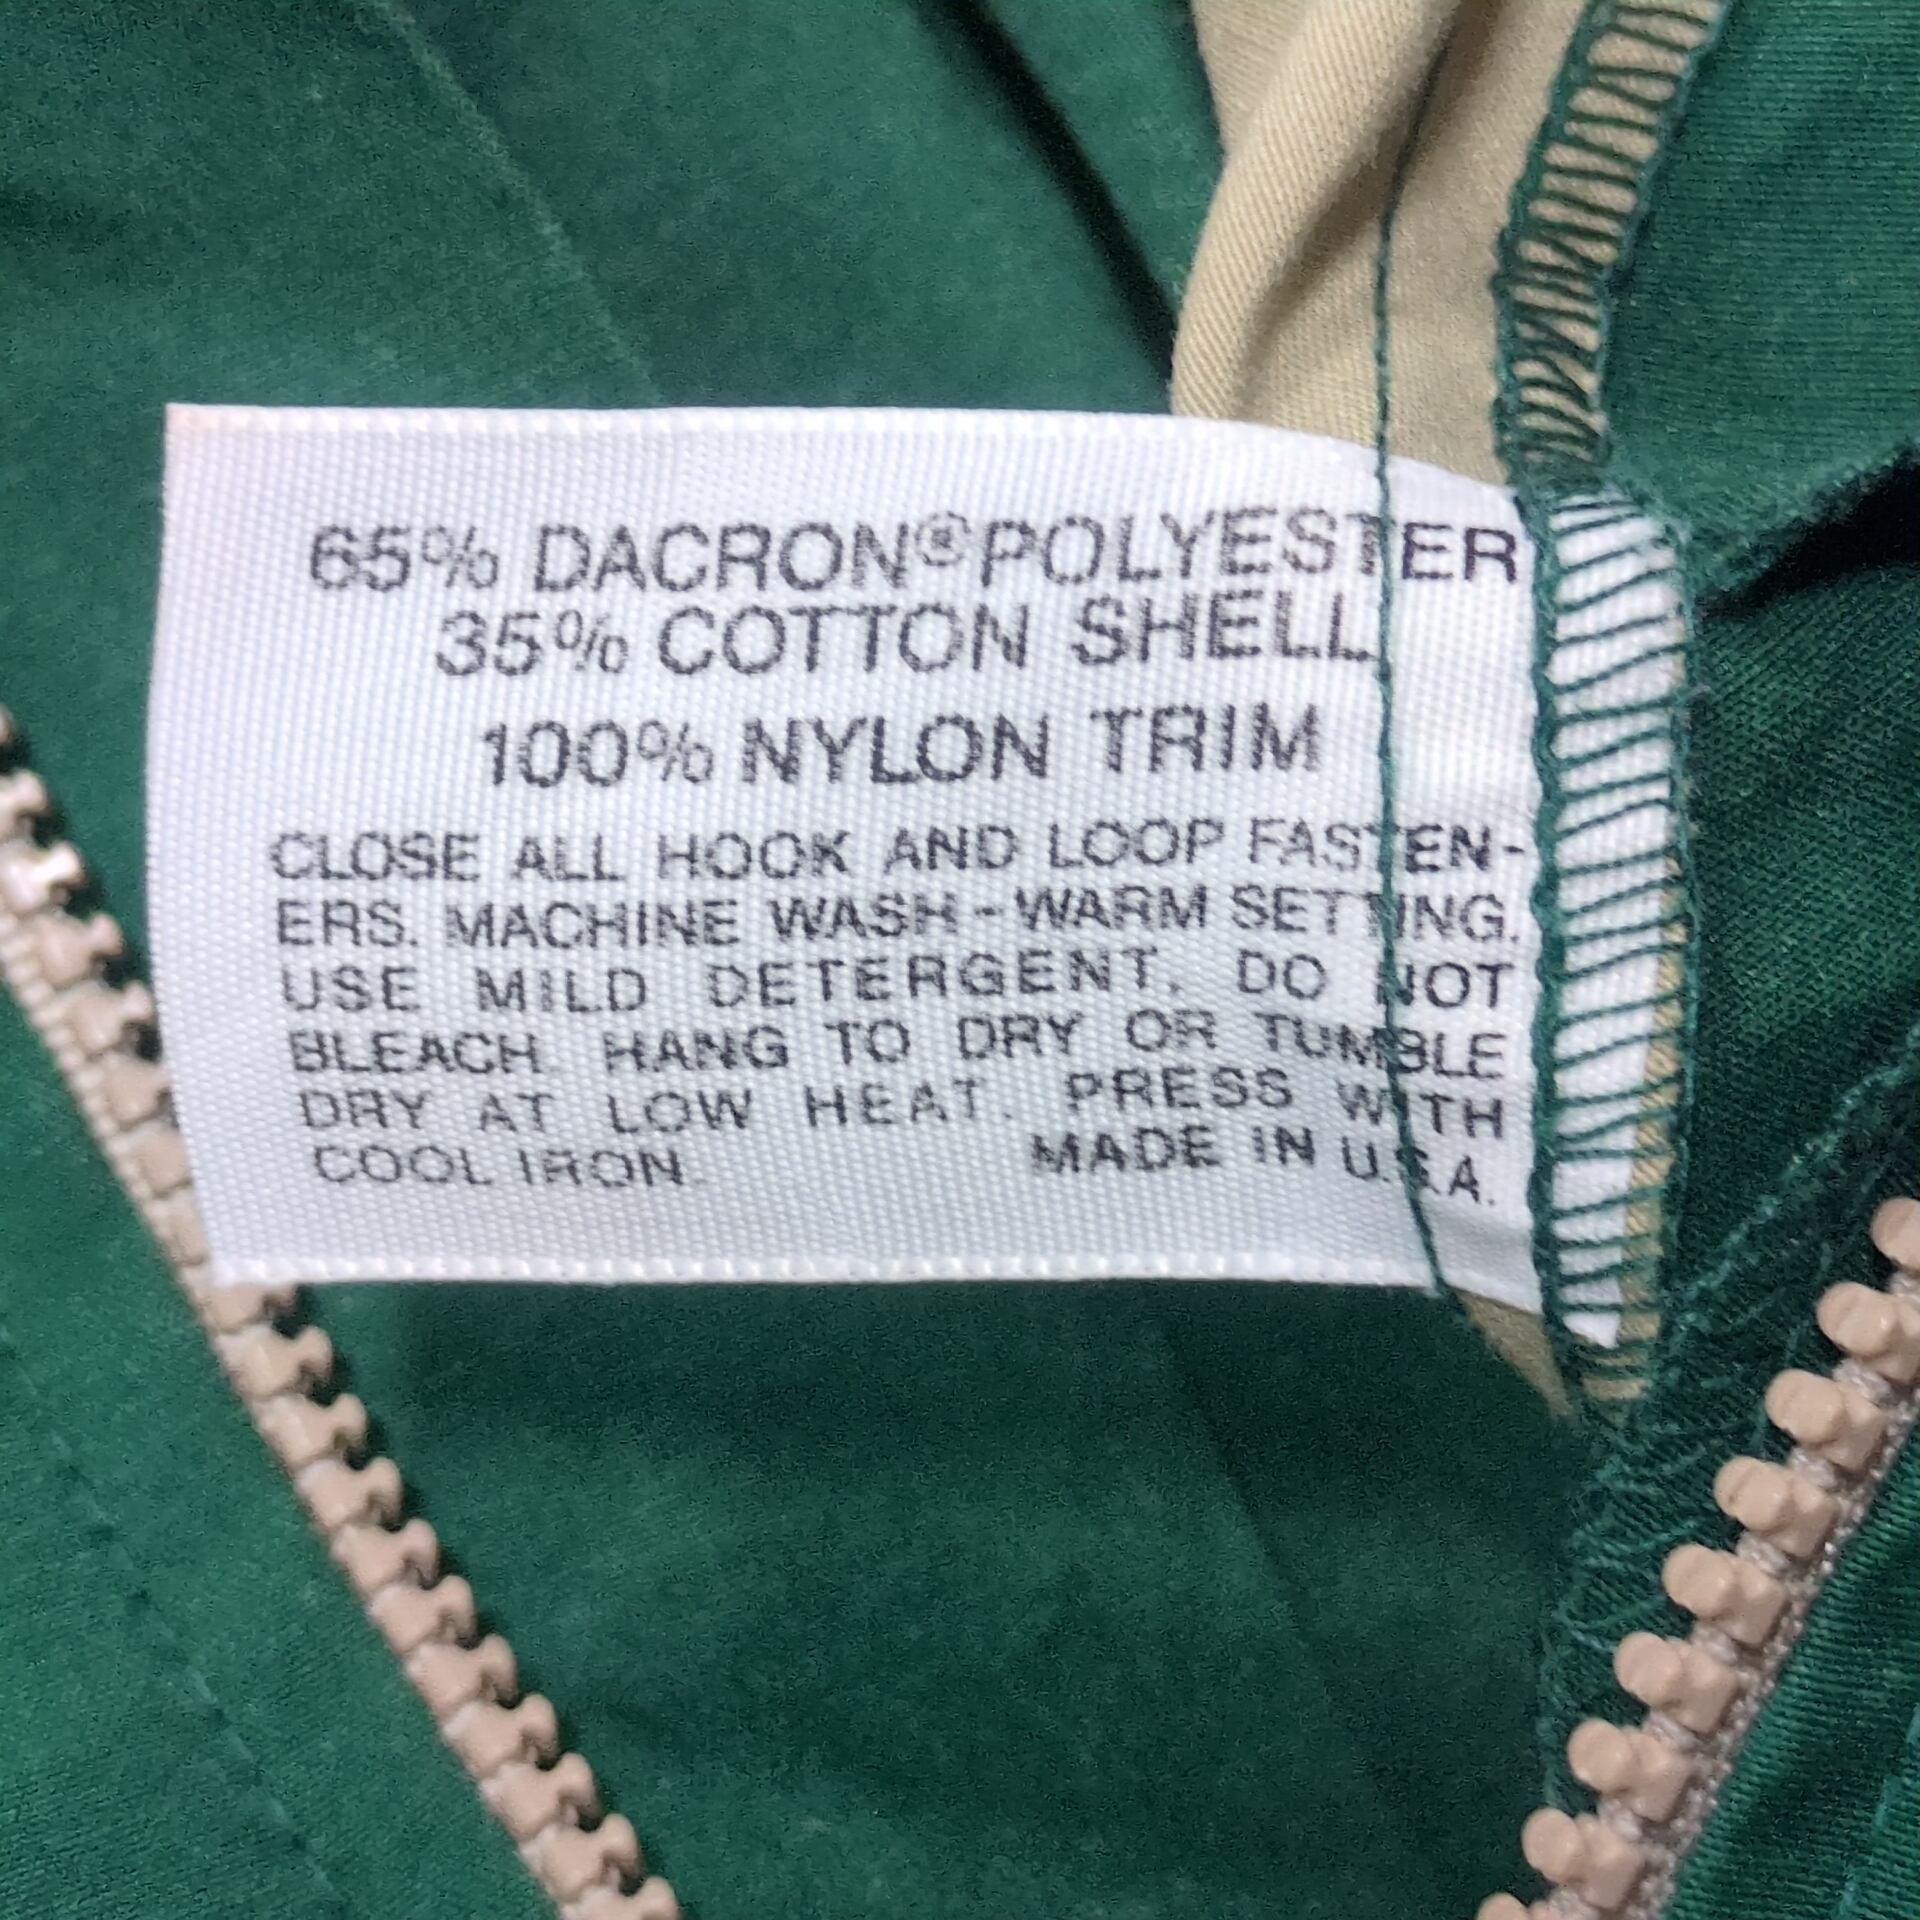 65% DACRON® POLYESTER
35% COTTON SHELL
100% NYLON TRIM
CLOSE ALL HOOK AND LOOP FASTEN-
ERS. MACHINE WASH - WARM SETTING.
USE MILD DETERGENT. DO NOT
BLEACH. HANG TO DRY OR TUMBLE
DRY AT LOW HEAT. PRESS WITH
COOL IRON. MADE IN U.S.A.